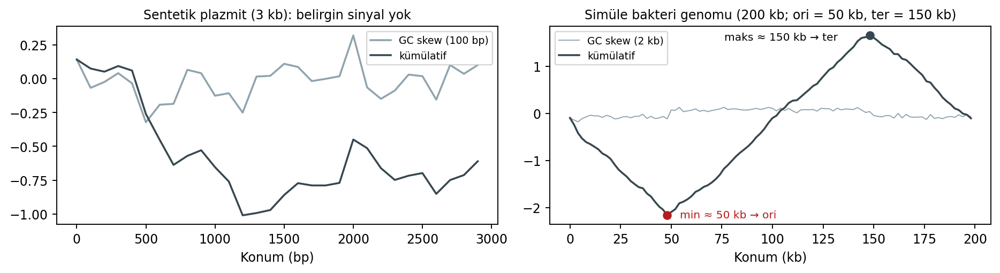 Sentetik plazmit (3 kb): belirgin sinyal yok
GC skew (100 bp)
kümülatif
0.25
0.00
−0.25
−0.50
−0.75
−1.00
0
500
1000
1500
2000
2500
3000
Konum (bp)
Simüle bakteri genomu (200 kb; ori = 50 kb, ter = 150 kb)
GC skew (2 kb)
kümülatif
maks ≈ 150 kb → ter
min ≈ 50 kb → ori
1
0
−1
−2
0
25
50
75
100
125
150
175
200
Konum (kb)